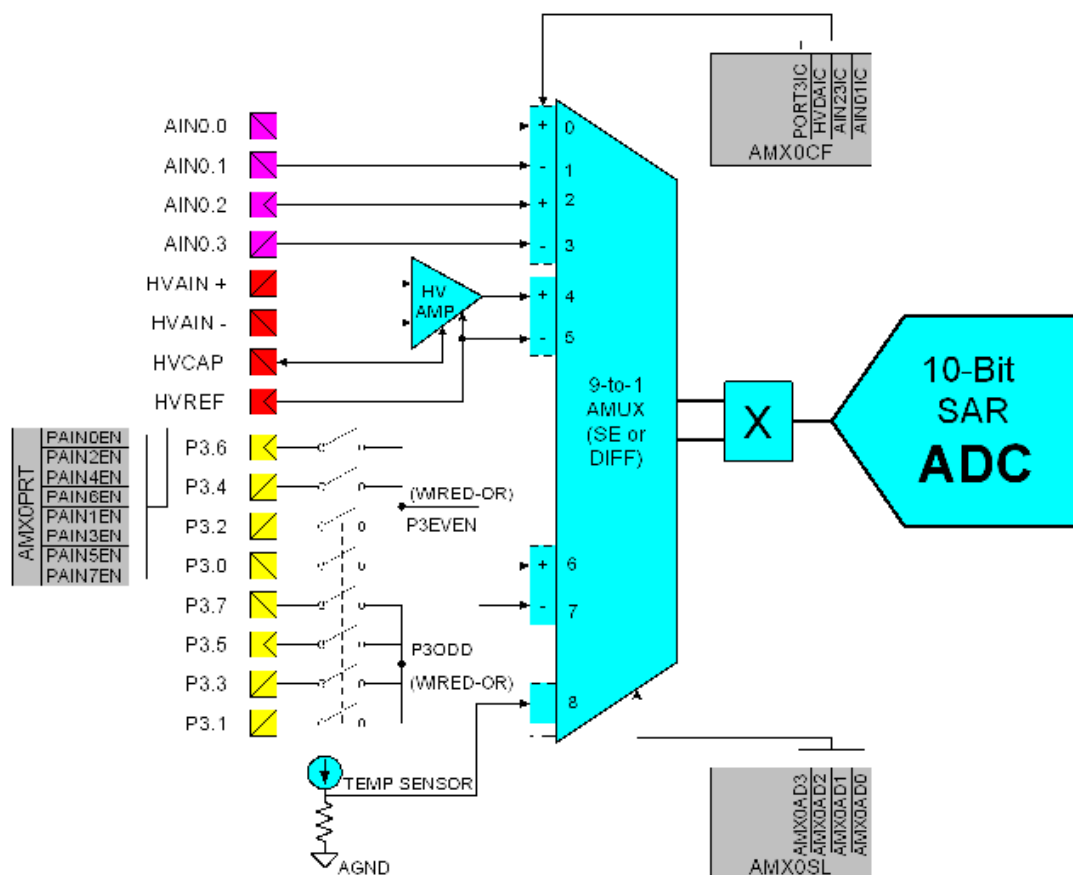 PORT3IC
HVDAIC
AIN23IC
AIN01IC
AMX0CF
AIN0.0
AIN0.1
AIN0.2
AIN0.3
HVAIN +
HVAIN -
HVCAP
HVREF
P3.6
P3.4
P3.2
P3.0
P3.7
P3.5
P3.3
P3.1
AMX0PRT
PAIN0EN
PAIN2EN
PAIN4EN
PAIN6EN
PAIN1EN
PAIN3EN
PAIN5EN
PAIN7EN
HV
AMP
(WIRED-OR)
P3EVEN
P3ODD
(WIRED-OR)
TEMP SENSOR
AGND
+ 0
- 1
+ 2
- 3
+ 4
- 5
+ 6
- 7
8
9-to-1
AMUX
(SE or
DIFF)
X
10-Bit
SAR
ADC
AMX0AD3
AMX0AD2
AMX0AD1
AMX0AD0
AMX0SL